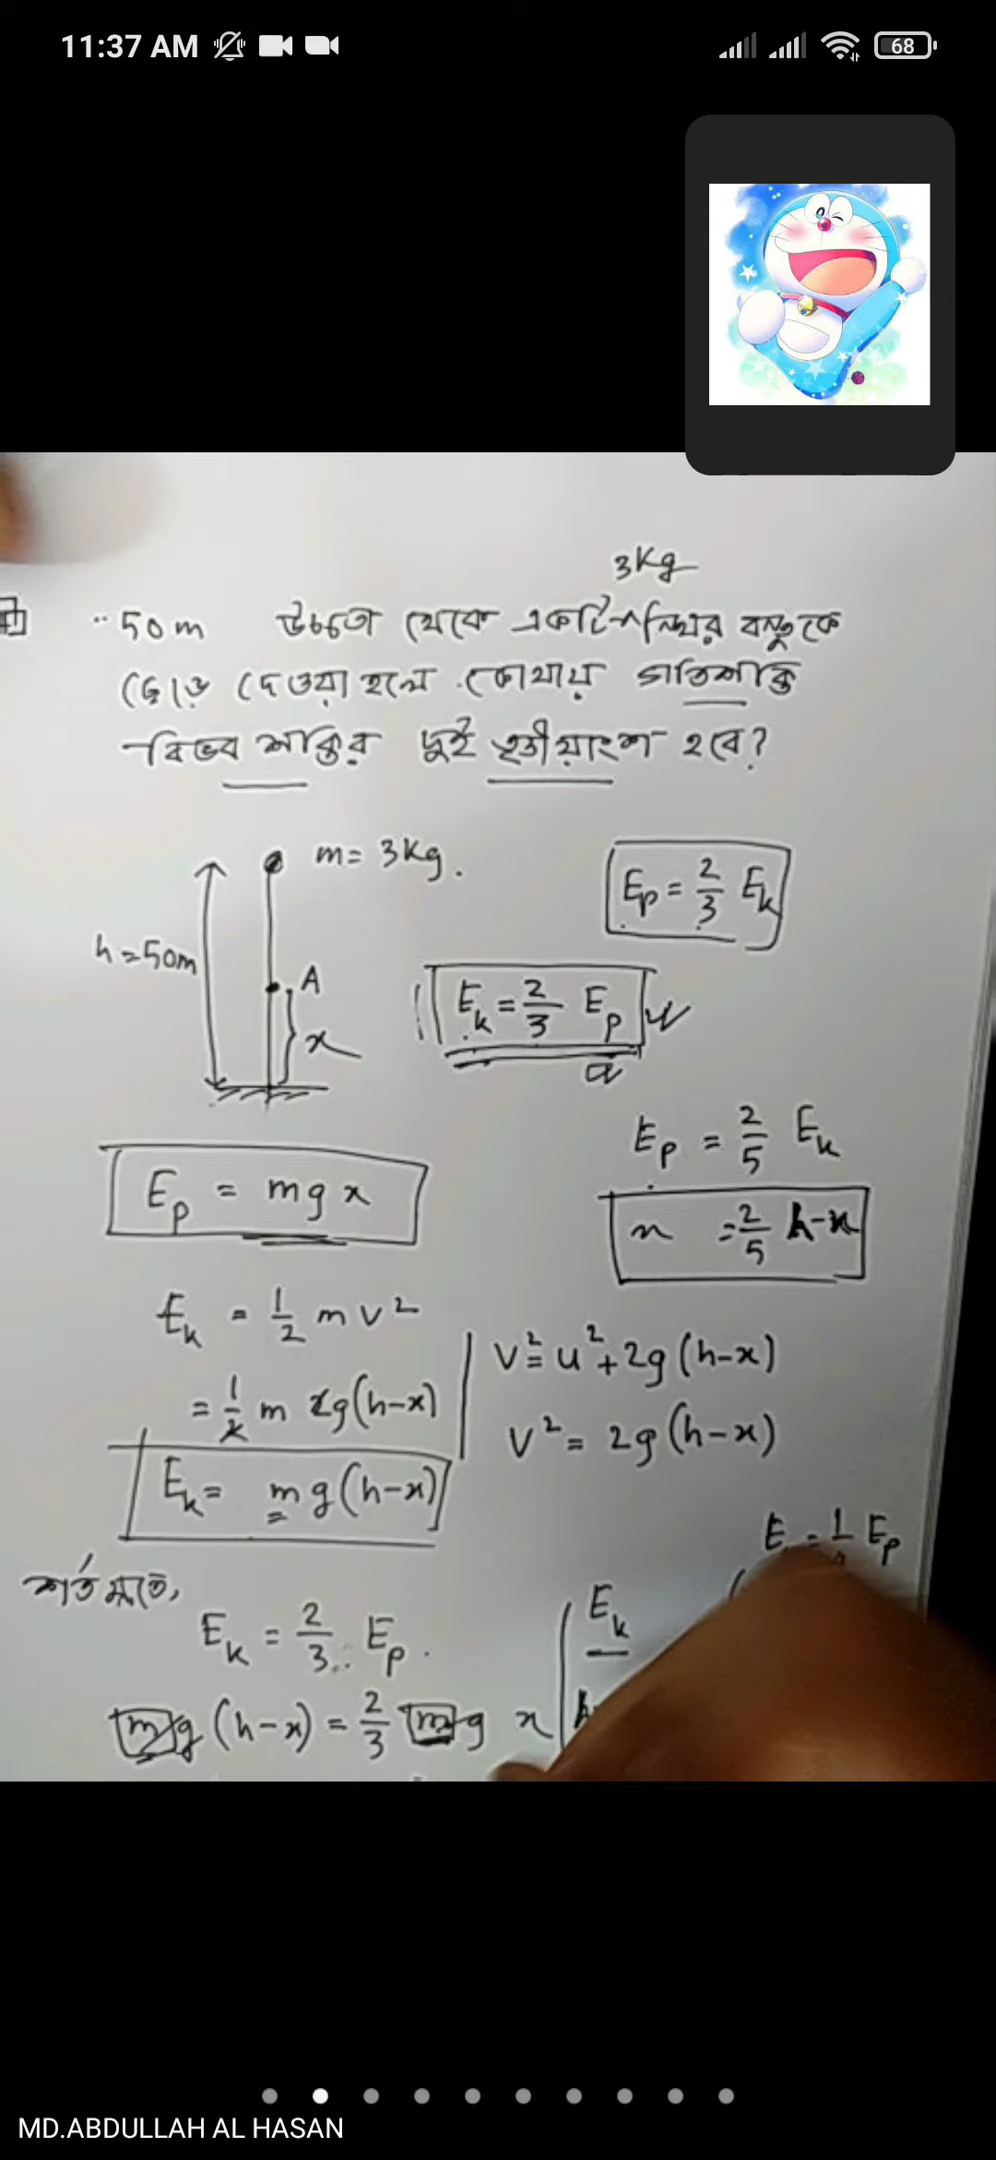 11:37 AM
68
3kg
50m উচ্চতা থেকে একটি স্থির বস্তুকে
ছেড়ে দেওয়া হলে কোথায় গতিশক্তি
বিভব শক্তির দুই তৃতীয়াংশ হবে?
m= 3kg.
h=50m
A
x
Ep = 2/3 Ek
Ek = 2/3 Ep
Ep = 2/5 Ek
x = 2/5 h-x
Ep = mgx
Ek = 1/2 mv²
= 1/2 m 2g(h-x)
Ek = mg(h-x)
v² = u²+2g(h-x)
v² = 2g(h-x)
শর্তমতে,
Ek = 2/3 Ep.
mg(h-x) = 2/3 mg x
Ek
Ep
MD.ABDULLAH AL HASAN